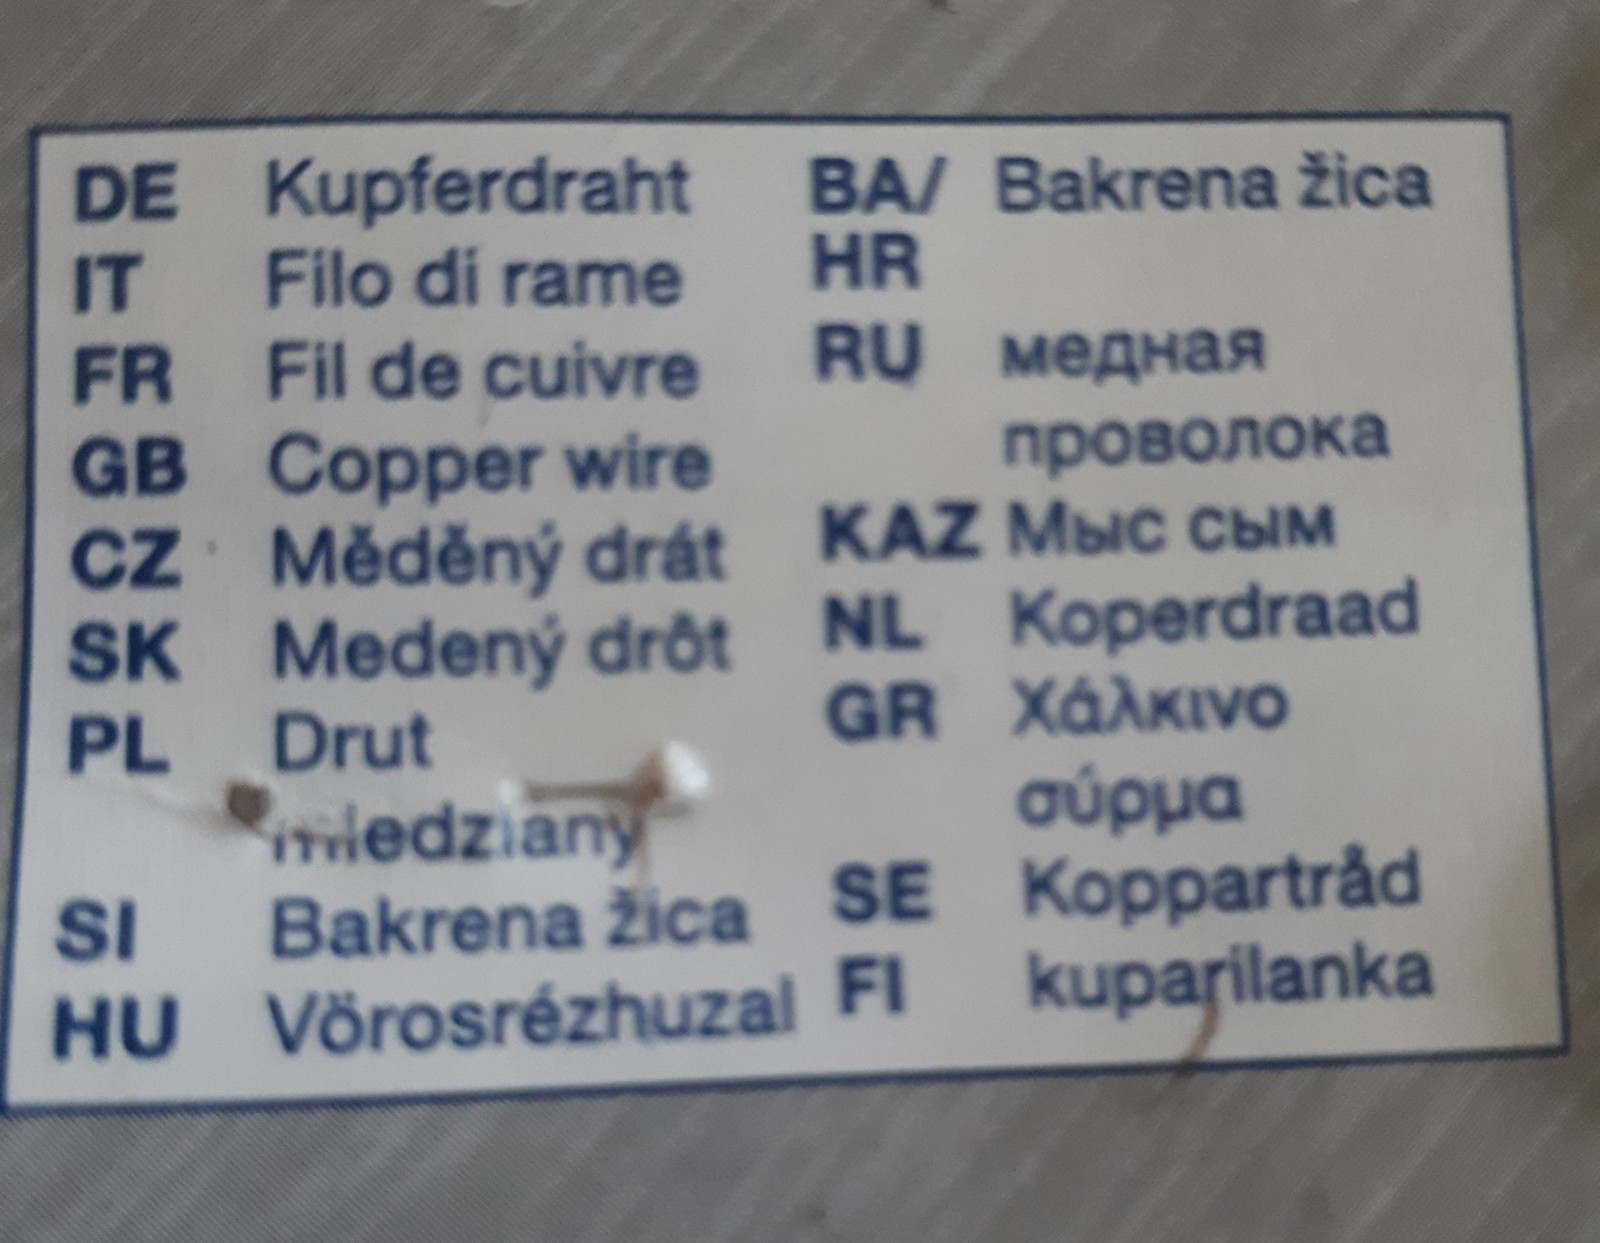 DE Kupferdraht
IT Filo di rame
FR Fil de cuivre
GB Copper wire
CZ Měděný drát
SK Medený drôt
PL Drut
miedziany
SI Bakrena žica
HU Vörosrézhuzal
BA/ Bakrena žica
HR
RU медная
проволока
KAZ Мыс сым
NL Koperdraad
GR Χάλκινο
σύρμα
SE Koppartråd
FI kuparilanka